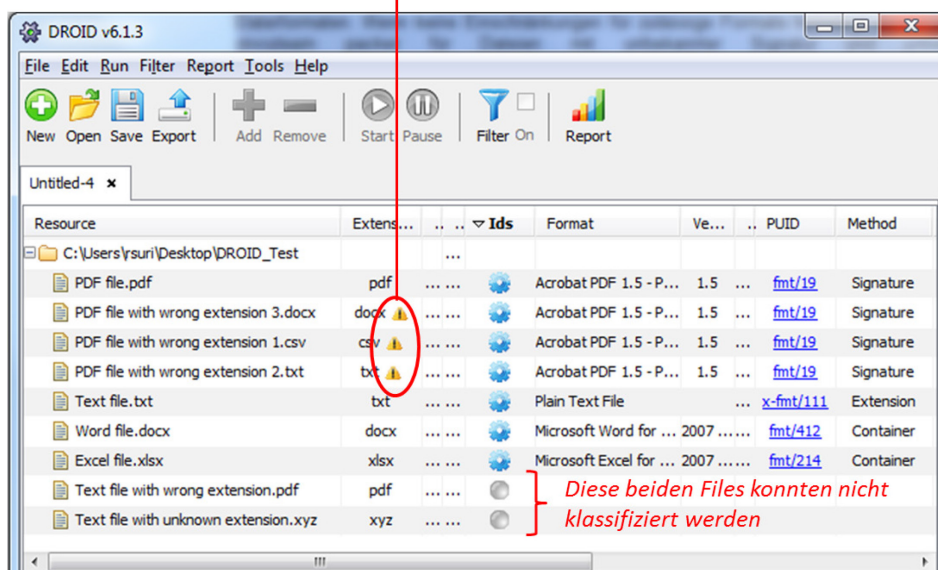 DROID v6.1.3
File Edit Run Filter Report Tools Help
New Open Save Export Add Remove Start Pause Filter On Report
Untitled-4 x
Resource Extens... .. .. Ids Format Ve... .. PUID Method
C:\Users\rsuri\Desktop\DROID_Test ...
PDF file.pdf pdf ... ... Acrobat PDF 1.5 - P... 1.5 ... fmt/19 Signature
PDF file with wrong extension 3.docx docx ... ... Acrobat PDF 1.5 - P... 1.5 ... fmt/19 Signature
PDF file with wrong extension 1.csv csv ... ... Acrobat PDF 1.5 - P... 1.5 ... fmt/19 Signature
PDF file with wrong extension 2.txt txt ... ... Acrobat PDF 1.5 - P... 1.5 ... fmt/19 Signature
Text file.txt txt ... ... Plain Text File ... x-fmt/111 Extension
Word file.docx docx ... ... Microsoft Word for ... 2007 ... ... fmt/412 Container
Excel file.xlsx xlsx ... ... Microsoft Excel for ... 2007 ... ... fmt/214 Container
Text file with wrong extension.pdf pdf ... ... Diese beiden Files konnten nicht
Text file with unknown extension.xyz xyz ... ... klassifiziert werden